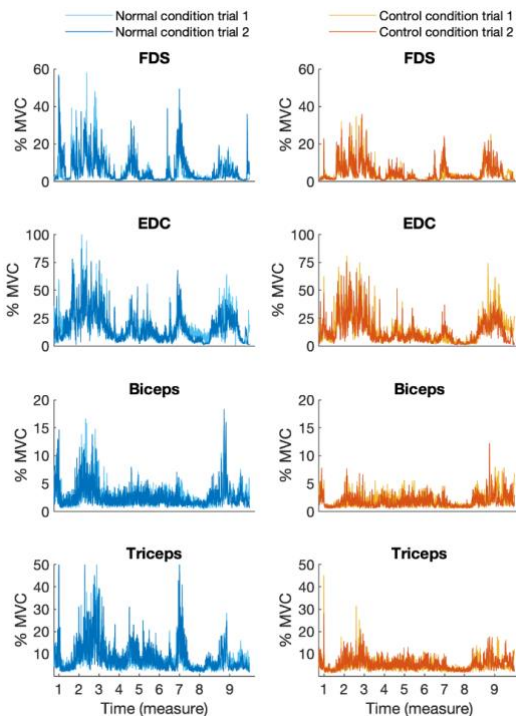 Normal condition trial 1
Normal condition trial 2
Control condition trial 1
Control condition trial 2
FDS
FDS
% MVC
60
40
20
0
% MVC
60
40
20
0
EDC
EDC
% MVC
100
75
50
25
0
% MVC
100
75
50
25
0
Biceps
Biceps
% MVC
20
15
10
5
0
% MVC
20
15
10
5
0
Triceps
Triceps
% MVC
50
40
30
20
10
% MVC
50
40
30
20
10
1 2 3 4 5 6 7 8 9
1 2 3 4 5 6 7 8 9
Time (measure)
Time (measure)